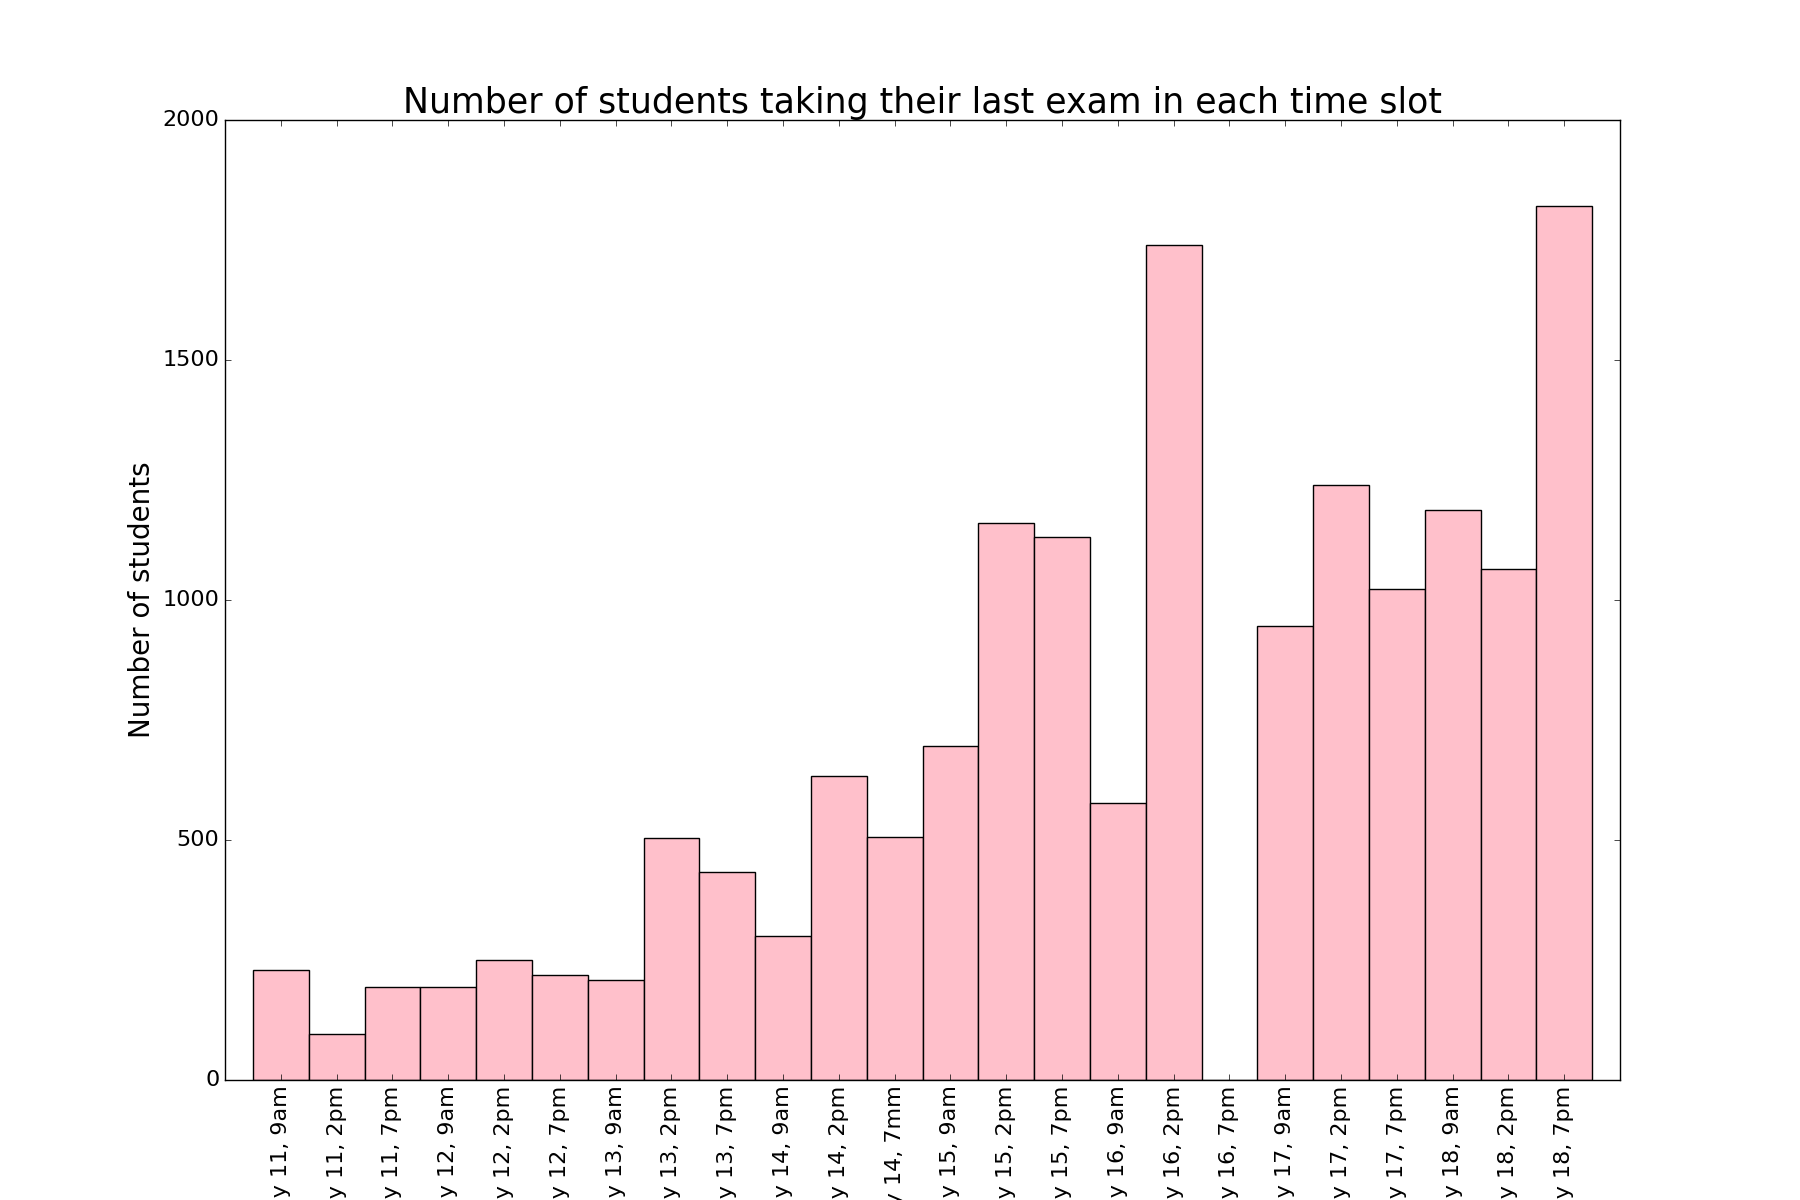 Number of students taking their last exam in each time slot
Number of students
2000
1500
1000
500
0
y 11, 9am
y 11, 2pm
y 11, 7pm
y 12, 9am
y 12, 2pm
y 12, 7pm
y 13, 9am
y 13, 2pm
y 13, 7pm
y 14, 9am
y 14, 2pm
y 14, 7mm
y 15, 9am
y 15, 2pm
y 15, 7pm
y 16, 9am
y 16, 2pm
y 16, 7pm
y 17, 9am
y 17, 2pm
y 17, 7pm
y 18, 9am
y 18, 2pm
y 18, 7pm